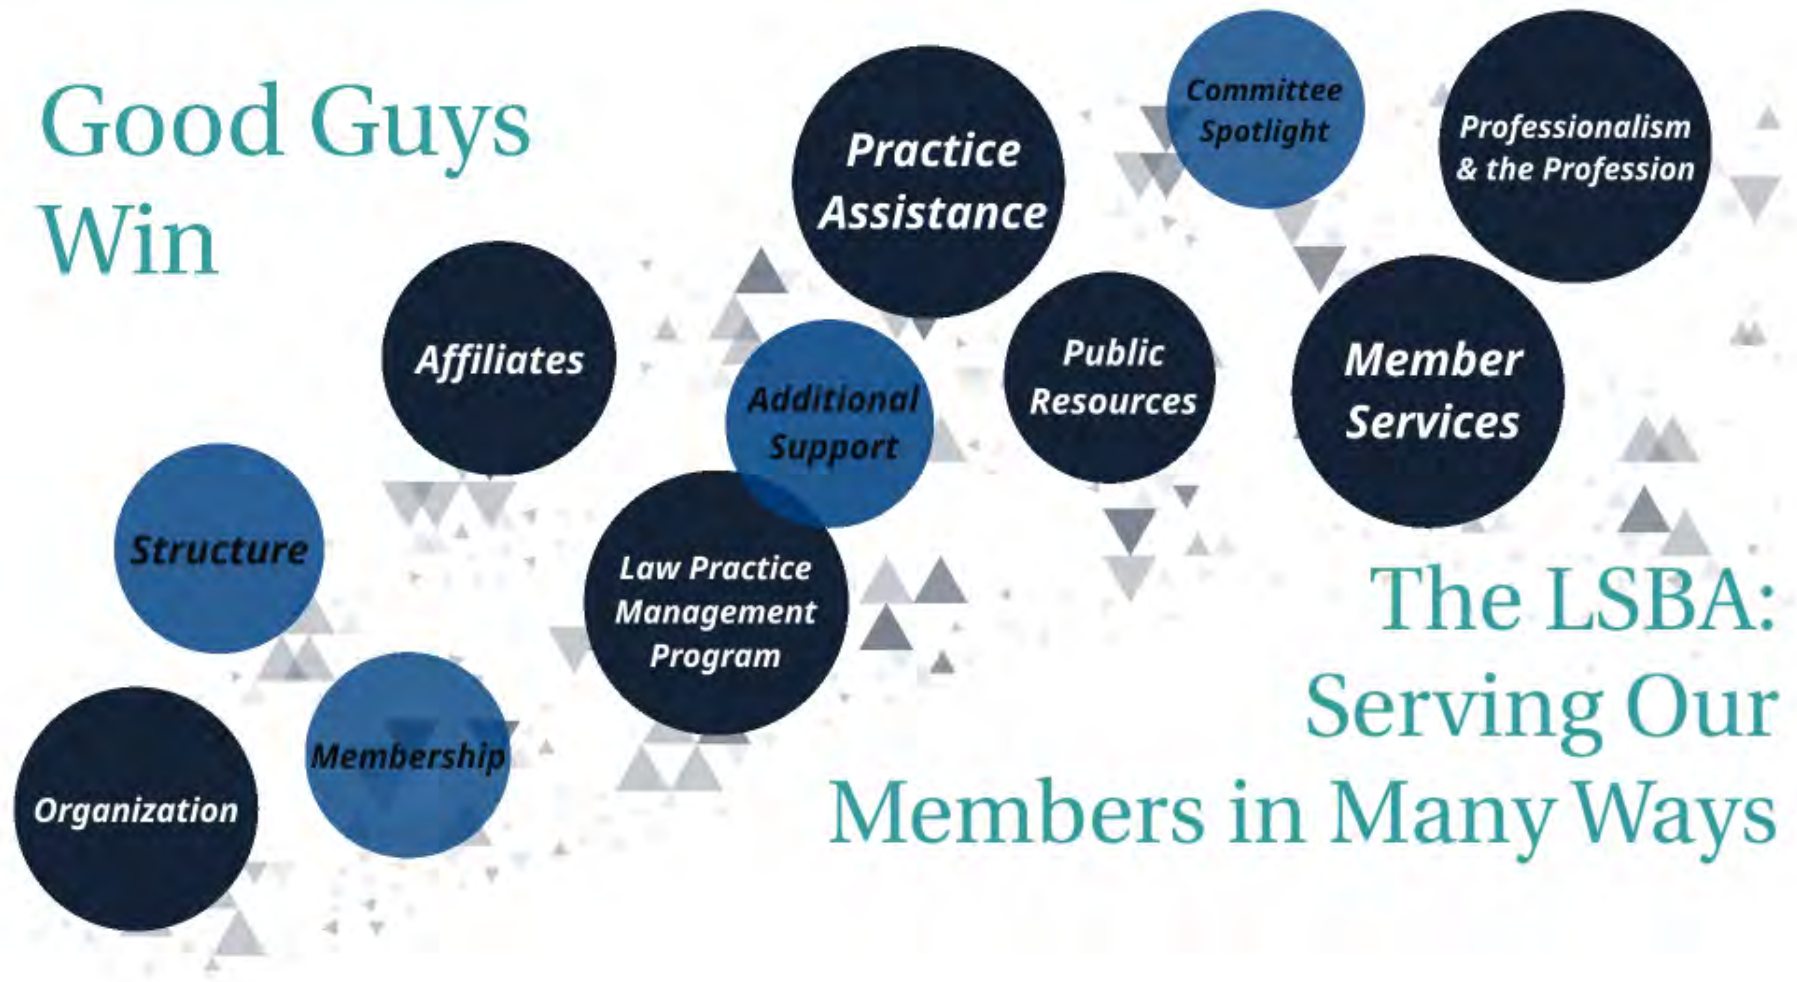 Good Guys
Win
Practice
Assistance
Committee
Spotlight
Professionalism
& the Profession
Affiliates
Additional
Support
Public
Resources
Member
Services
Structure
Law Practice
Management
Program
Membership
Organization
The LSBA:
Serving Our
Members in Many Ways